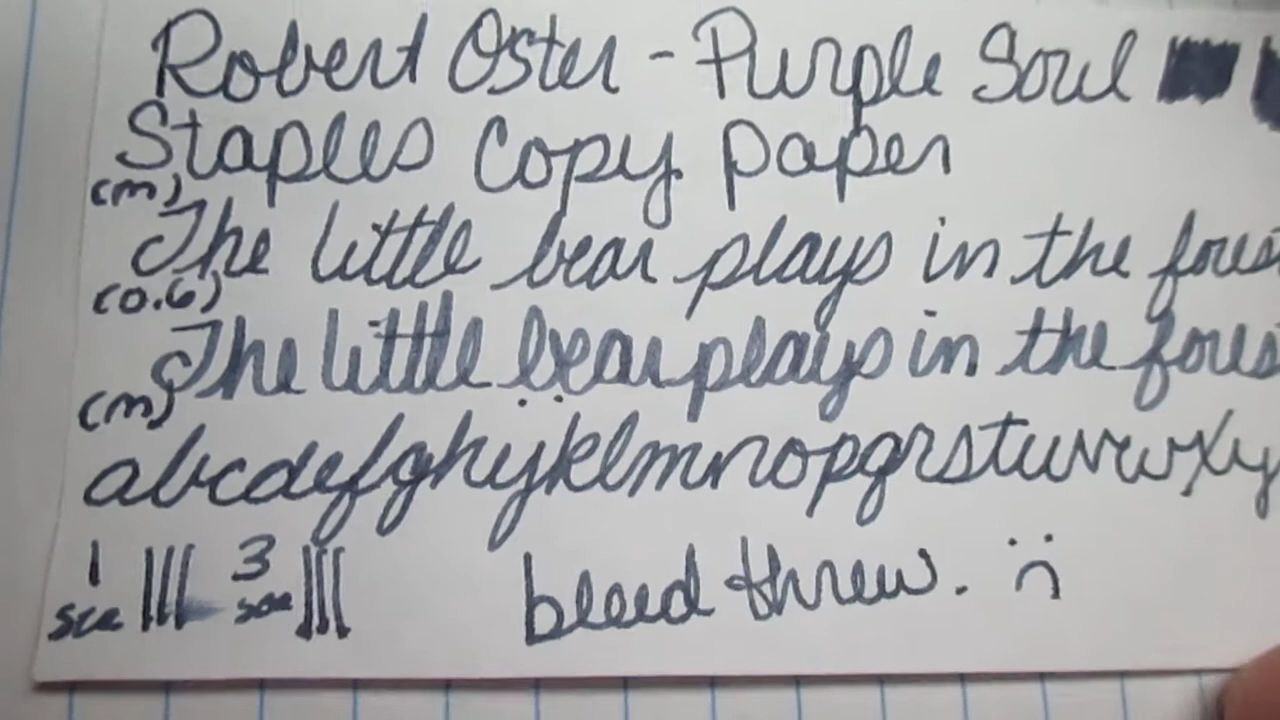 Robert Oster - Purple Soul
Staples Copy Paper
(m)
The little bear plays in the fores
(0.6)
The little bear plays in the fores
(m)
abcdefghijklmnopqrstuvwxy
1 sec 3 sec
bleed threw. :(